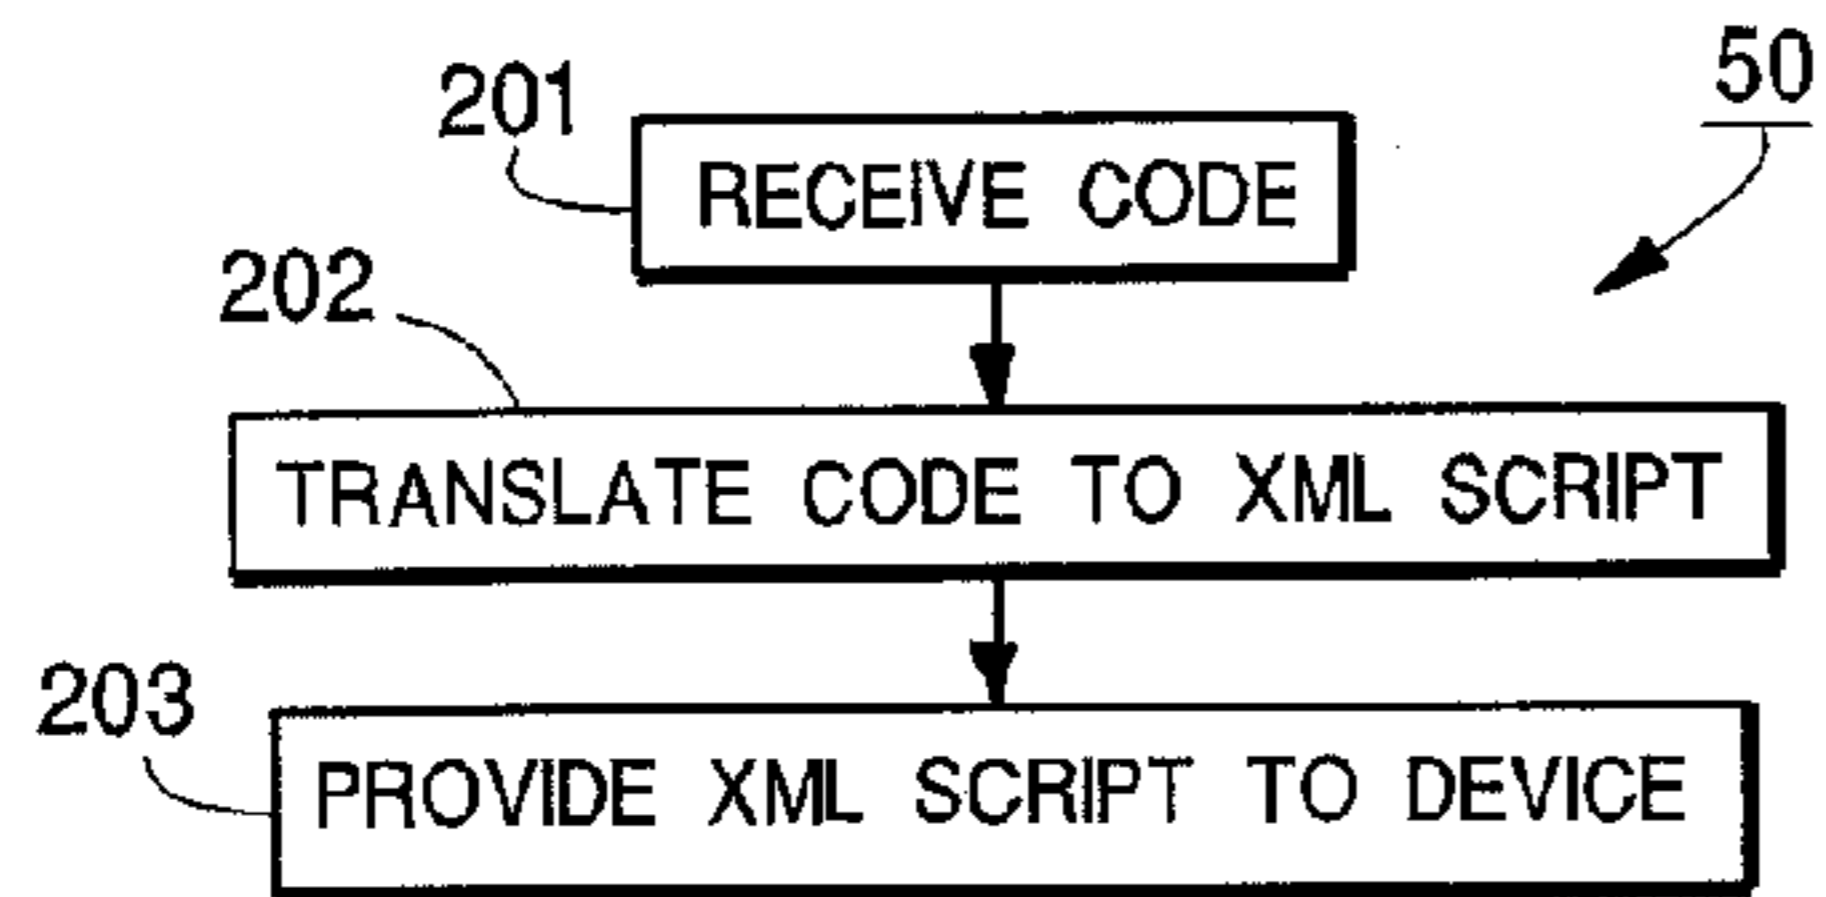 50
201
RECEIVE CODE
202
TRANSLATE CODE TO XML SCRIPT
203
PROVIDE XML SCRIPT TO DEVICE